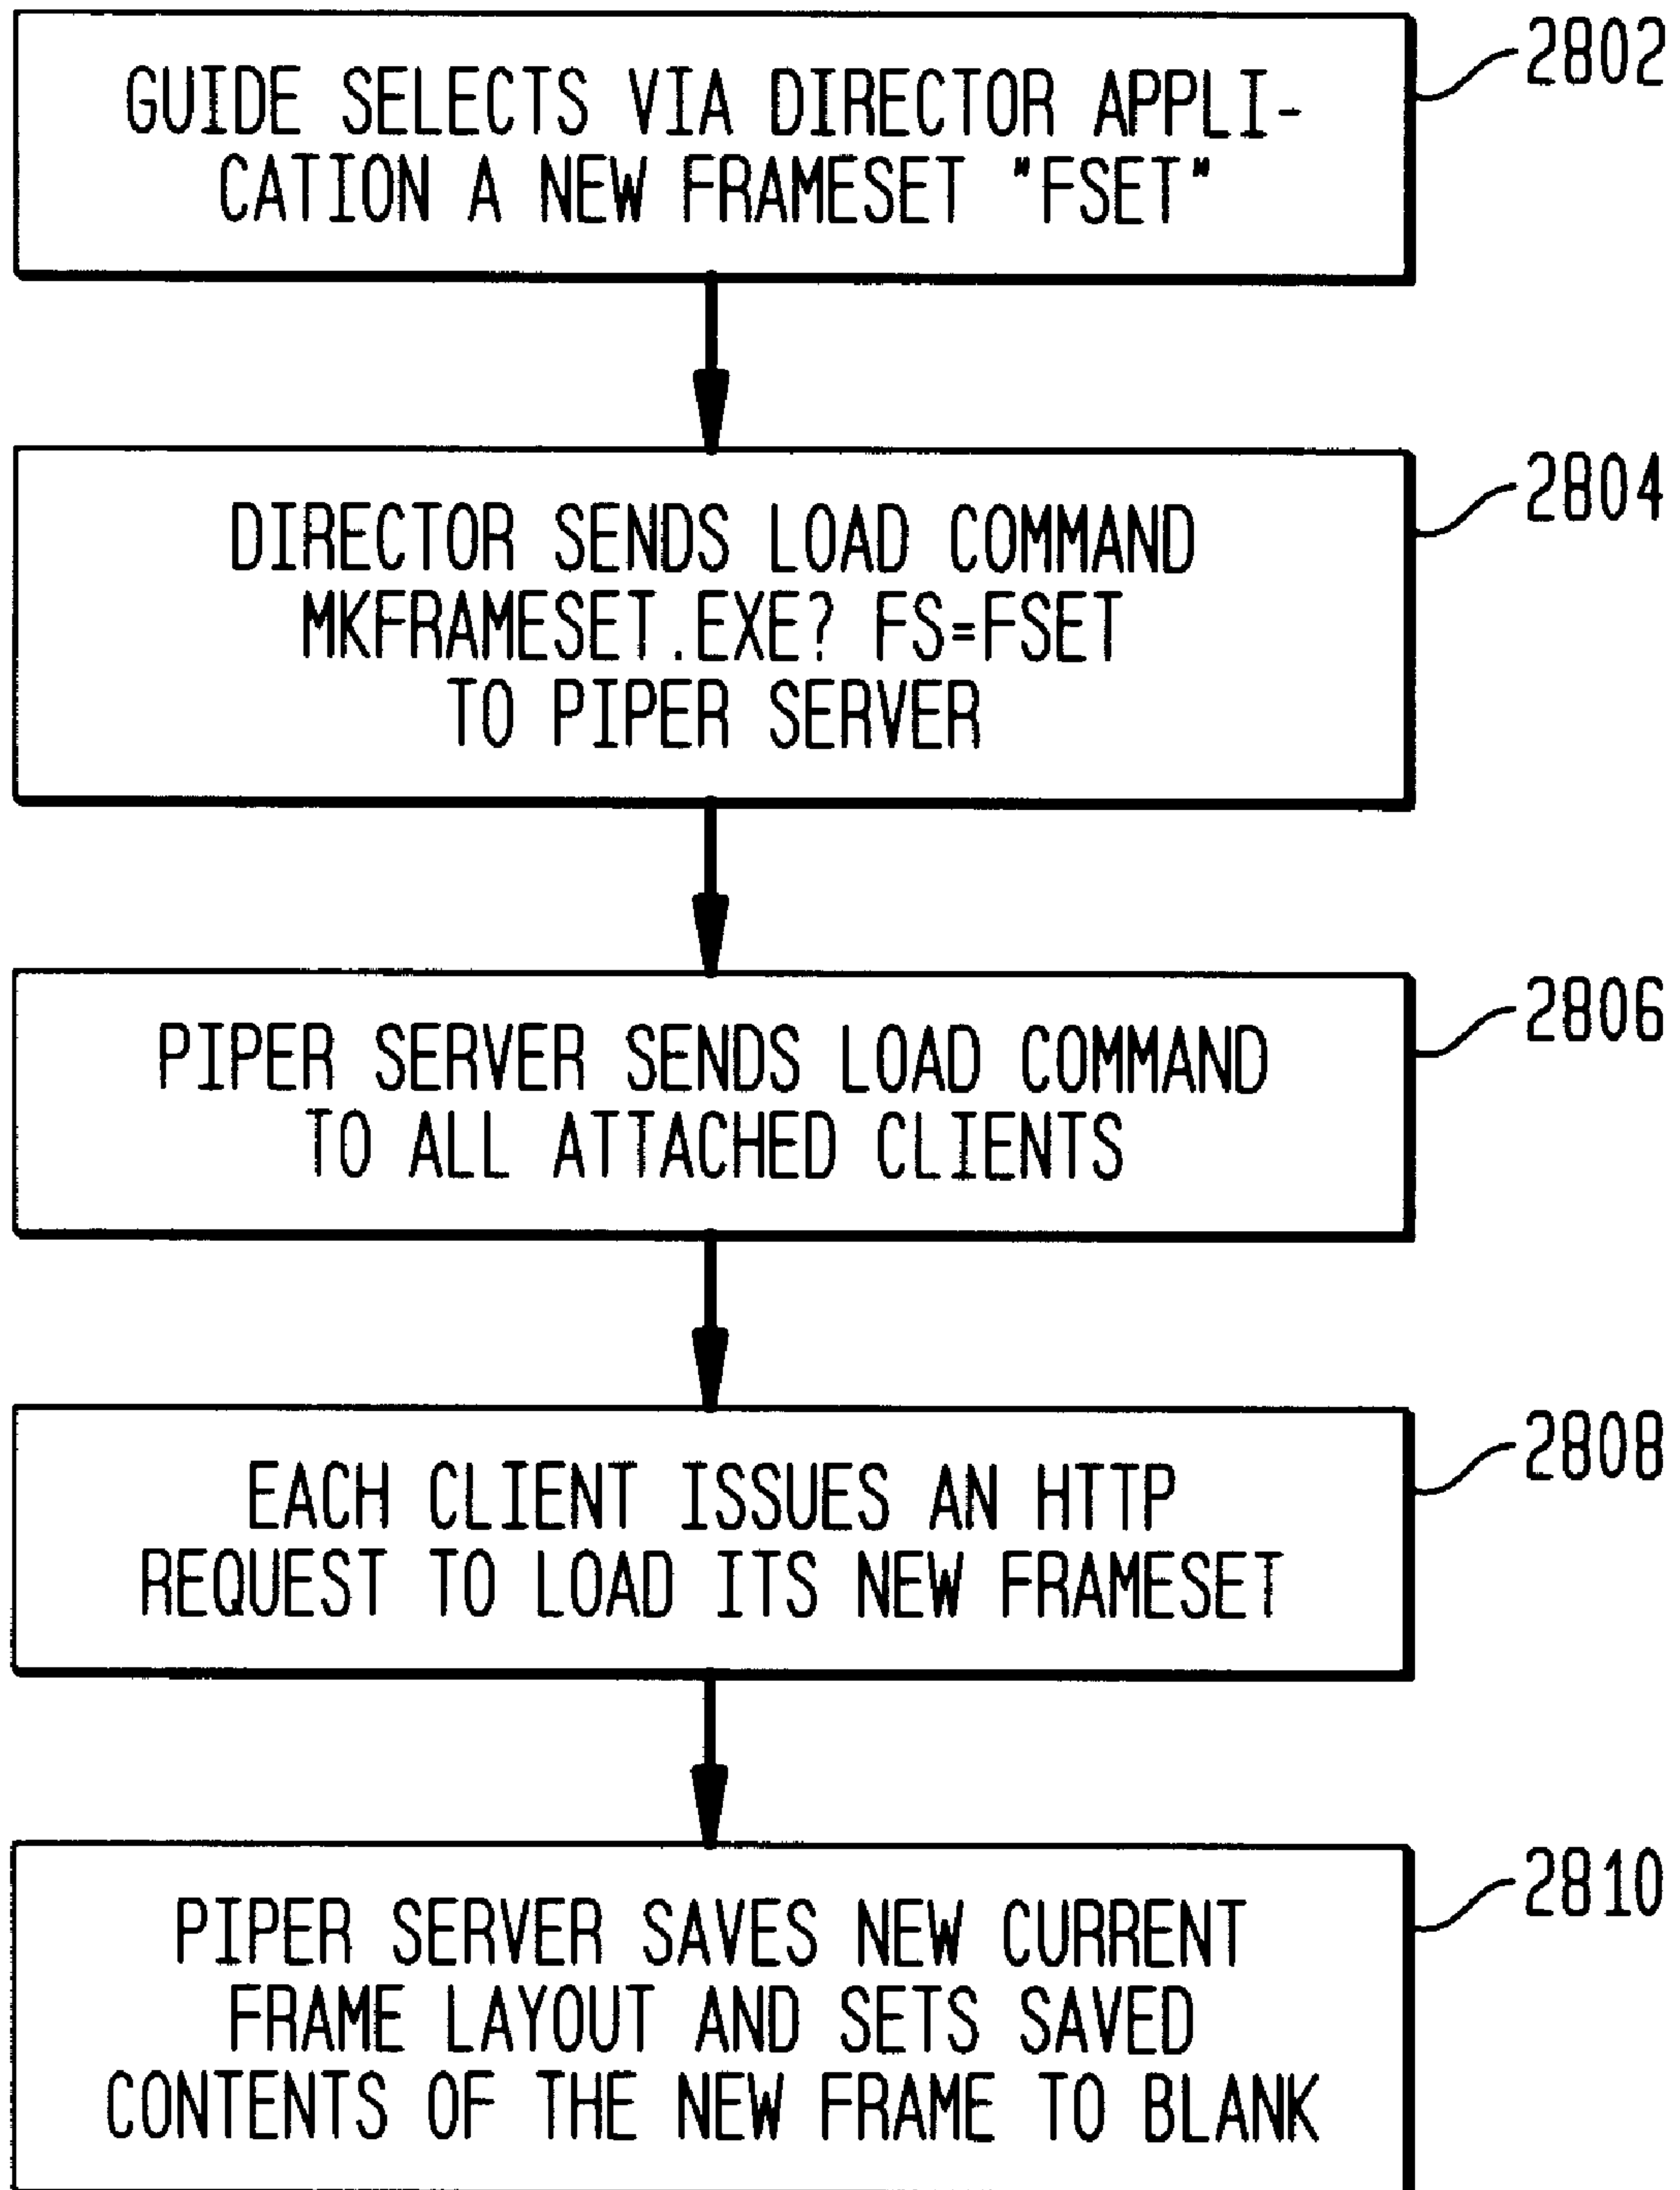 2802
GUIDE SELECTS VIA DIRECTOR APPLI-
CATION A NEW FRAMESET "FSET"
2804
DIRECTOR SENDS LOAD COMMAND
MKFRAMESET.EXE? FS=FSET
TO PIPER SERVER
2806
PIPER SERVER SENDS LOAD COMMAND
TO ALL ATTACHED CLIENTS
2808
EACH CLIENT ISSUES AN HTTP
REQUEST TO LOAD ITS NEW FRAMESET
2810
PIPER SERVER SAVES NEW CURRENT
FRAME LAYOUT AND SETS SAVED
CONTENTS OF THE NEW FRAME TO BLANK